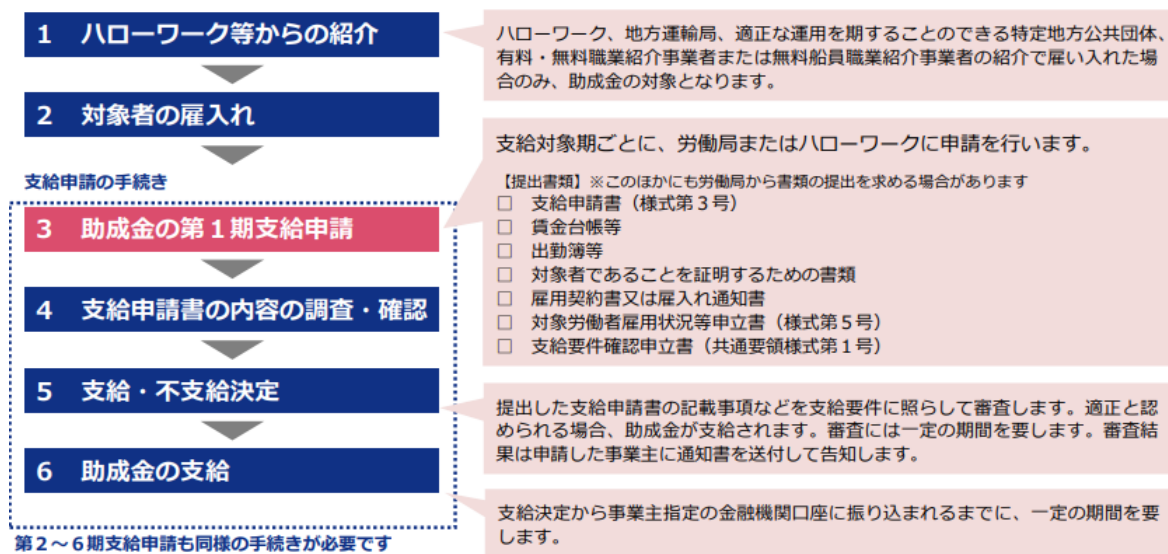 1 ハローワーク等からの紹介
ハローワーク、地方運輸局、適正な運用を期することのできる特定地方公共団体、
有料・無料職業紹介事業者または無料船員職業紹介事業者の紹介で雇い入れた場
合のみ、助成金の対象となります。
2 対象者の雇入れ
支給申請の手続き
3 助成金の第１期支給申請
支給対象期ごとに、労働局またはハローワークに申請を行います。
【提出書類】※このほかにも労働局から書類の提出を求める場合があります
□ 支給申請書（様式第３号）
□ 賃金台帳等
□ 出勤簿等
□ 対象者であることを証明するための書類
□ 雇用契約書又は雇入れ通知書
□ 対象労働者雇用状況等申立書（様式第５号）
□ 支給要件確認申立書（共通要領様式第１号）
4 支給申請書の内容の調査・確認
5 支給・不支給決定
提出した支給申請書の記載事項などを支給要件に照らして審査します。適正と認
められる場合、助成金が支給されます。審査には一定の期間を要します。審査結
果は申請した事業主に通知書を送付して告知します。
6 助成金の支給
支給決定から事業主指定の金融機関口座に振り込まれるまでに、一定の期間を要
します。
第２～６期支給申請も同様の手続きが必要です